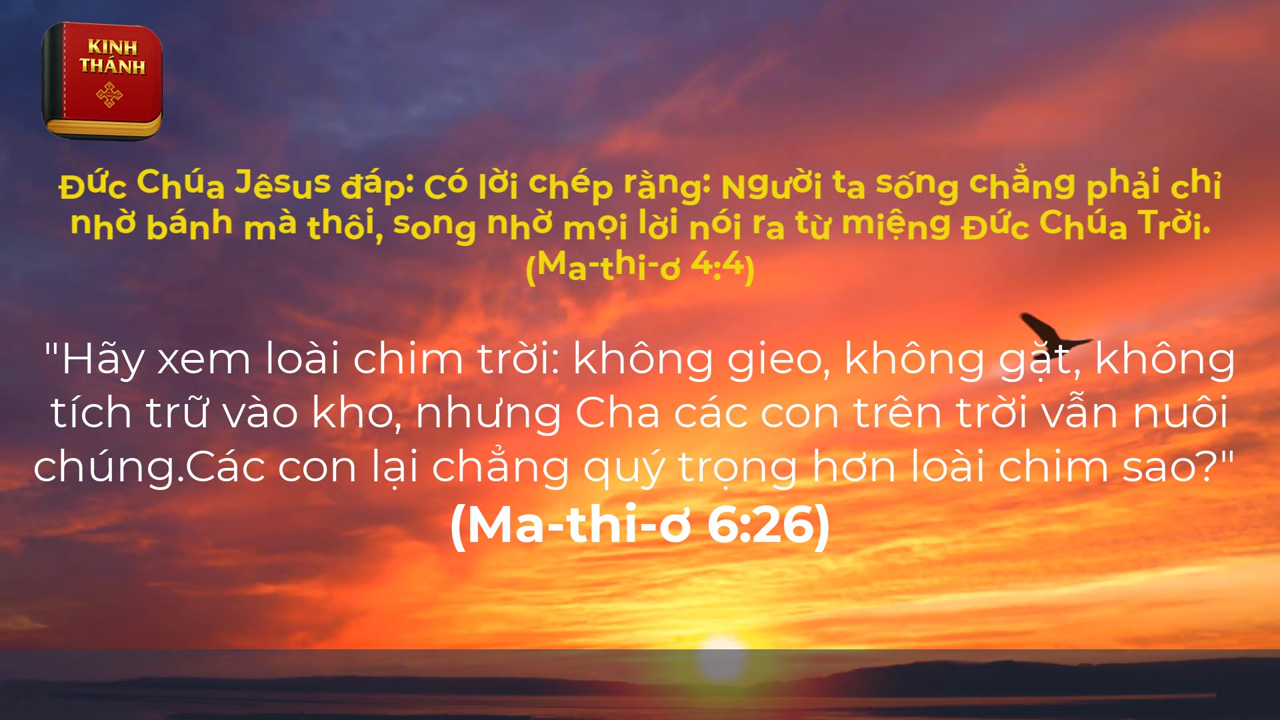 KINH
THÁNH
Đức Chúa Jêsus đáp: Có lời chép rằng: Người ta sống chẳng phải chỉ
nhờ bánh mà thôi, song nhờ mọi lời nói ra từ miệng Đức Chúa Trời.
(Ma-thi-ơ 4:4)
"Hãy xem loài chim trời: không gieo, không gặt, không
tích trữ vào kho, nhưng Cha các con trên trời vẫn nuôi
chúng.Các con lại chẳng quý trọng hơn loài chim sao?"
(Ma-thi-ơ 6:26)